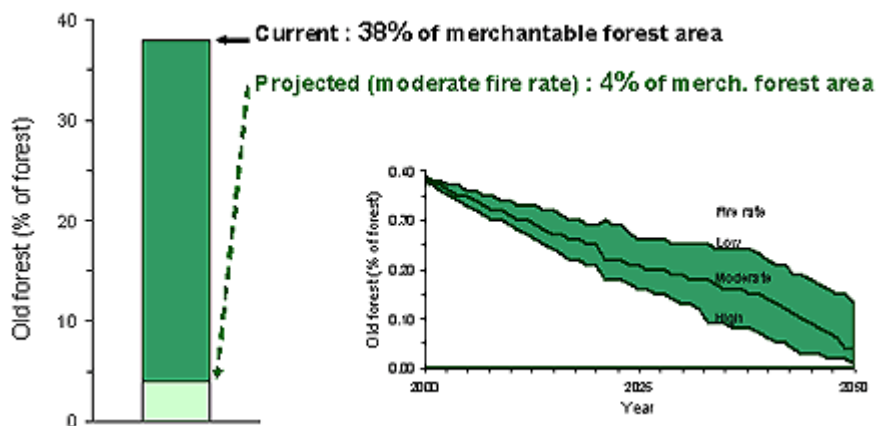 40
30
20
10
0
Old forest (% of forest)
Current : 38% of merchantable forest area
Projected (moderate fire rate) : 4% of merch. forest area
0.40
0.30
0.20
0.10
0.00
Old forest (% of forest)
Fire rate
Low
Moderate
High
2000
2025
2050
Year